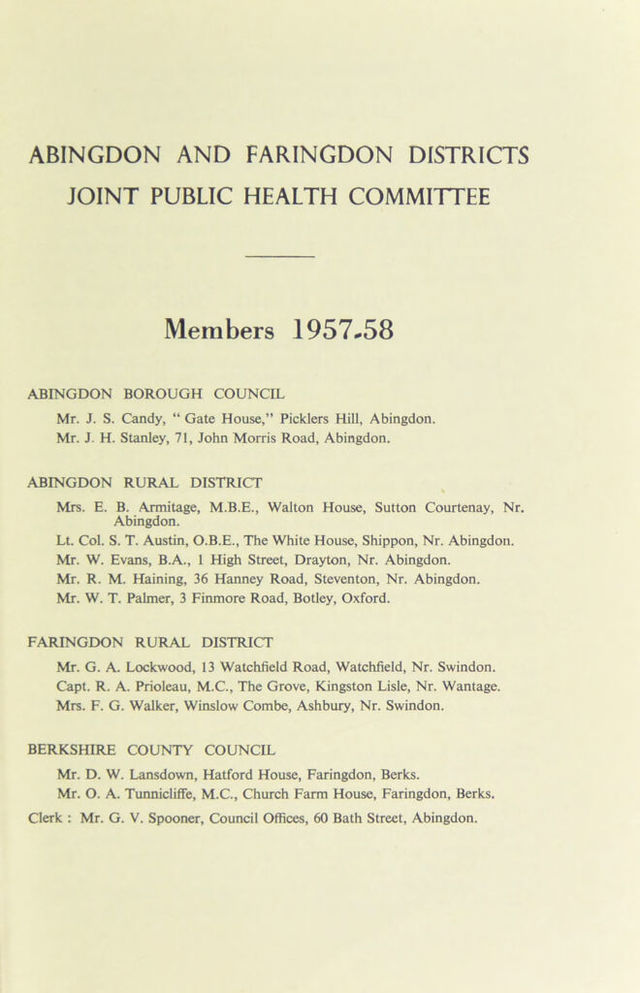 ABINGDON AND FARINGDON DISTRICTS
JOINT PUBLIC HEALTH COMMITTEE
Members 1957-58
ABINGDON BOROUGH COUNCIL
Mr. J. S. Candy, “ Gate House,” Picklers Hill, Abingdon.
Mr. J. H. Stanley, 71, John Morris Road, Abingdon.
ABINGDON RURAL DISTRICT
Mrs. E. B. Armitage, M.B.E., Walton House, Sutton Courtenay, Nr.
Abingdon.
Lt. Col. S. T. Austin, O.B.E., The White House, Shippon, Nr. Abingdon.
Mr. W. Evans, B.A., 1 High Street, Drayton, Nr. Abingdon.
Mr. R. M. Haining, 36 Hanney Road, Steventon, Nr. Abingdon.
Mr. W. T. Palmer, 3 Finmore Road, Botley, Oxford.
FARINGDON RURAL DISTRICT
Mr. G. A. Lockwood, 13 Watchfield Road, Watchfield, Nr. Swindon.
Capt. R. A. Prioleau, M.C., The Grove, Kingston Lisle, Nr. Wantage.
Mrs. F. G. Walker, Winslow Combe, Ashbury, Nr. Swindon.
BERKSHIRE COUNTY COUNCIL
Mr. D. W. Lansdown, Hatford House, Faringdon, Berks.
Mr. O. A. Tunnicliffe, M.C., Church Farm House, Faringdon, Berks.
Clerk : Mr. G. V. Spooner, Council Offices, 60 Bath Street, Abingdon.